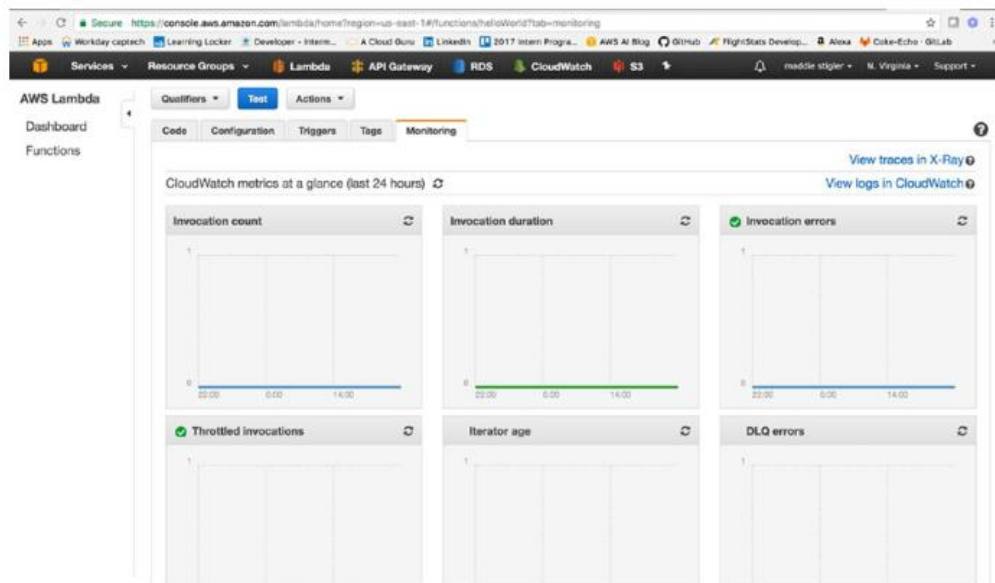 Secure https://console.aws.amazon.com/lambda/home?region=us-east-1#/functions/helloWorld?tab=monitoring
Apps Workday captech Learning Locker Developer - Interm... A Cloud Guru LinkedIn 2017 Intern Progra... AWS AI Blog GitHub FlightStats Develop... Alexa Coke-Echo · GitLab
Services Resource Groups Lambda API Gateway RDS CloudWatch S3 maddie stigler N. Virginia Support
AWS Lambda
Dashboard
Functions
Qualifiers Test Actions
Code Configuration Triggers Tags Monitoring
View traces in X-Ray
CloudWatch metrics at a glance (last 24 hours) View logs in CloudWatch
Invocation count Invocation duration Invocation errors
1 1 1
0 0 0
22:00 6:00 14:00 22:00 6:00 14:00 22:00 6:00 14:00
Throttled invocations Iterator age DLQ errors
1 1 1